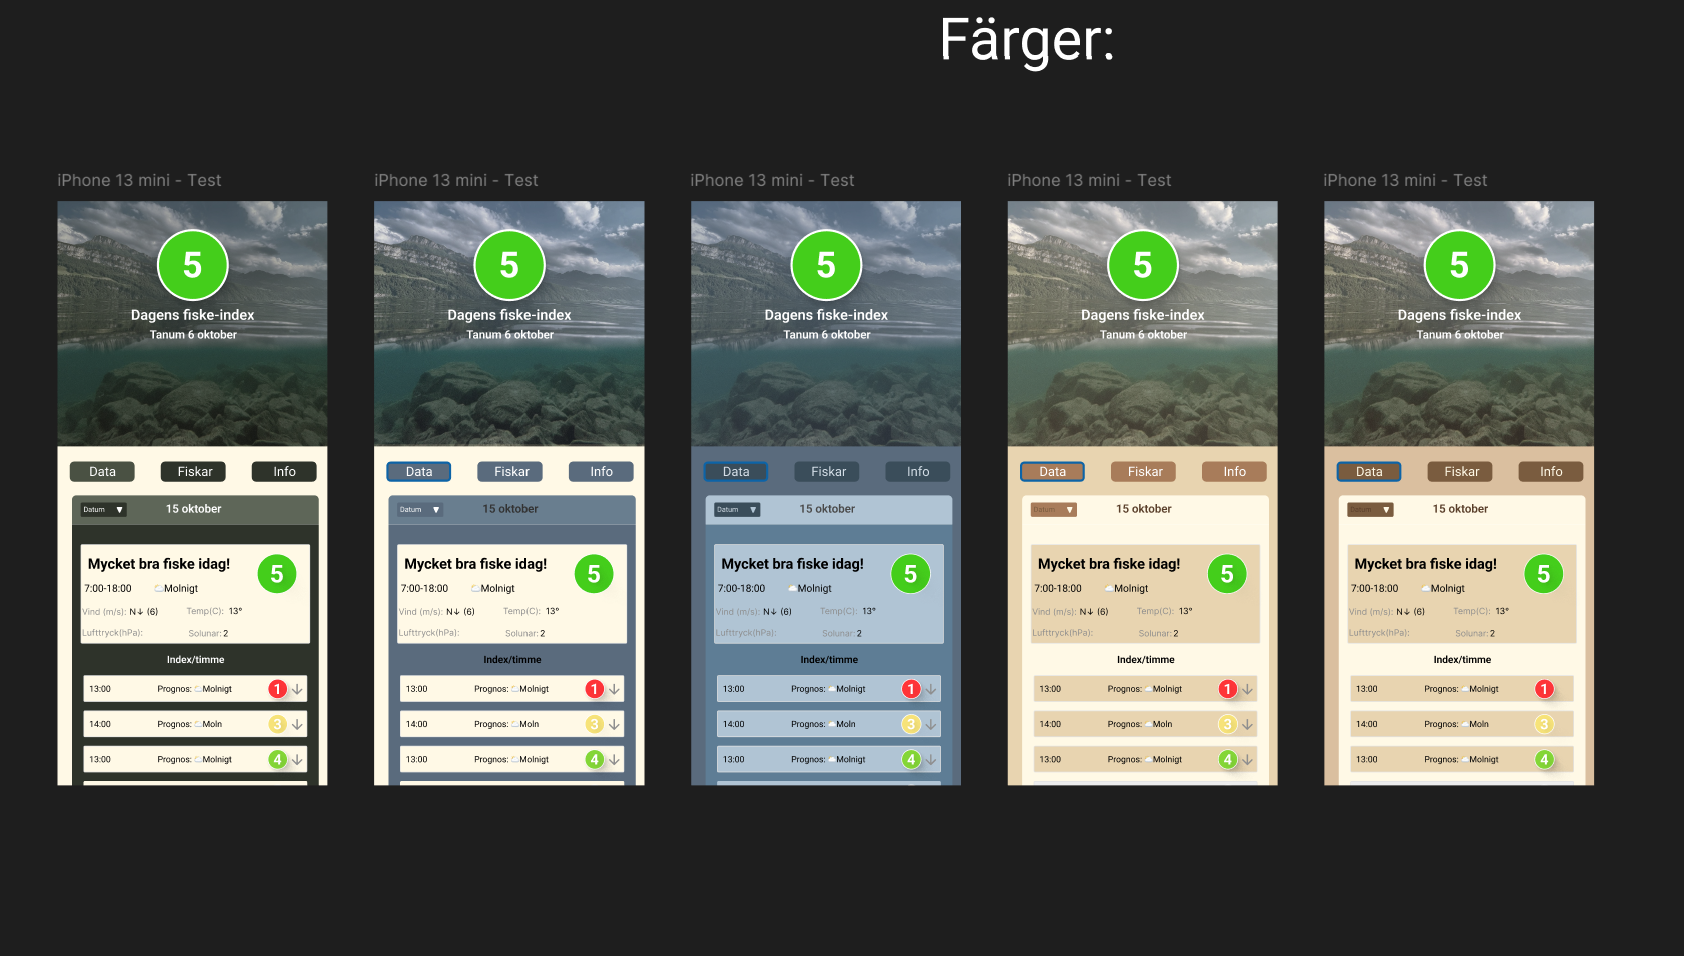 Färger:
iPhone 13 mini - Test
5
Dagens fiske-index
Tanum 6 oktober
Data Fiskar Info
Datum ▼ 15 oktober
Mycket bra fiske idag! 5
7:00-18:00 Molnigt
Vind (m/s): N↓ (6) Temp(C): 13°
Lufttryck(hPa): Solunar: 2
Index/timme
13:00 Prognos: Molnigt 1 ↓
14:00 Prognos: Moln 3 ↓
13:00 Prognos: Molnigt 4 ↓
iPhone 13 mini - Test
5
Dagens fiske-index
Tanum 6 oktober
Data Fiskar Info
Datum ▼ 15 oktober
Mycket bra fiske idag! 5
7:00-18:00 Molnigt
Vind (m/s): N↓ (6) Temp(C): 13°
Lufttryck(hPa): Solunar: 2
Index/timme
13:00 Prognos: Molnigt 1 ↓
14:00 Prognos: Moln 3 ↓
13:00 Prognos: Molnigt 4 ↓
iPhone 13 mini - Test
5
Dagens fiske-index
Tanum 6 oktober
Data Fiskar Info
Datum ▼ 15 oktober
Mycket bra fiske idag! 5
7:00-18:00 Molnigt
Vind (m/s): N↓ (6) Temp(C): 13°
Lufttryck(hPa): Solunar: 2
Index/timme
13:00 Prognos: Molnigt 1 ↓
14:00 Prognos: Moln 3 ↓
13:00 Prognos: Molnigt 4 ↓
iPhone 13 mini - Test
5
Dagens fiske-index
Tanum 6 oktober
Data Fiskar Info
Datum ▼ 15 oktober
Mycket bra fiske idag! 5
7:00-18:00 Molnigt
Vind (m/s): N↓ (6) Temp(C): 13°
Lufttryck(hPa): Solunar: 2
Index/timme
13:00 Prognos: Molnigt 1 ↓
14:00 Prognos: Moln 3 ↓
13:00 Prognos: Molnigt 4 ↓
iPhone 13 mini - Test
5
Dagens fiske-index
Tanum 6 oktober
Data Fiskar Info
Datum ▼ 15 oktober
Mycket bra fiske idag! 5
7:00-18:00 Molnigt
Vind (m/s): N↓ (6) Temp(C): 13°
Lufttryck(hPa): Solunar: 2
Index/timme
13:00 Prognos: Molnigt 1
14:00 Prognos: Moln 3
13:00 Prognos: Molnigt 4